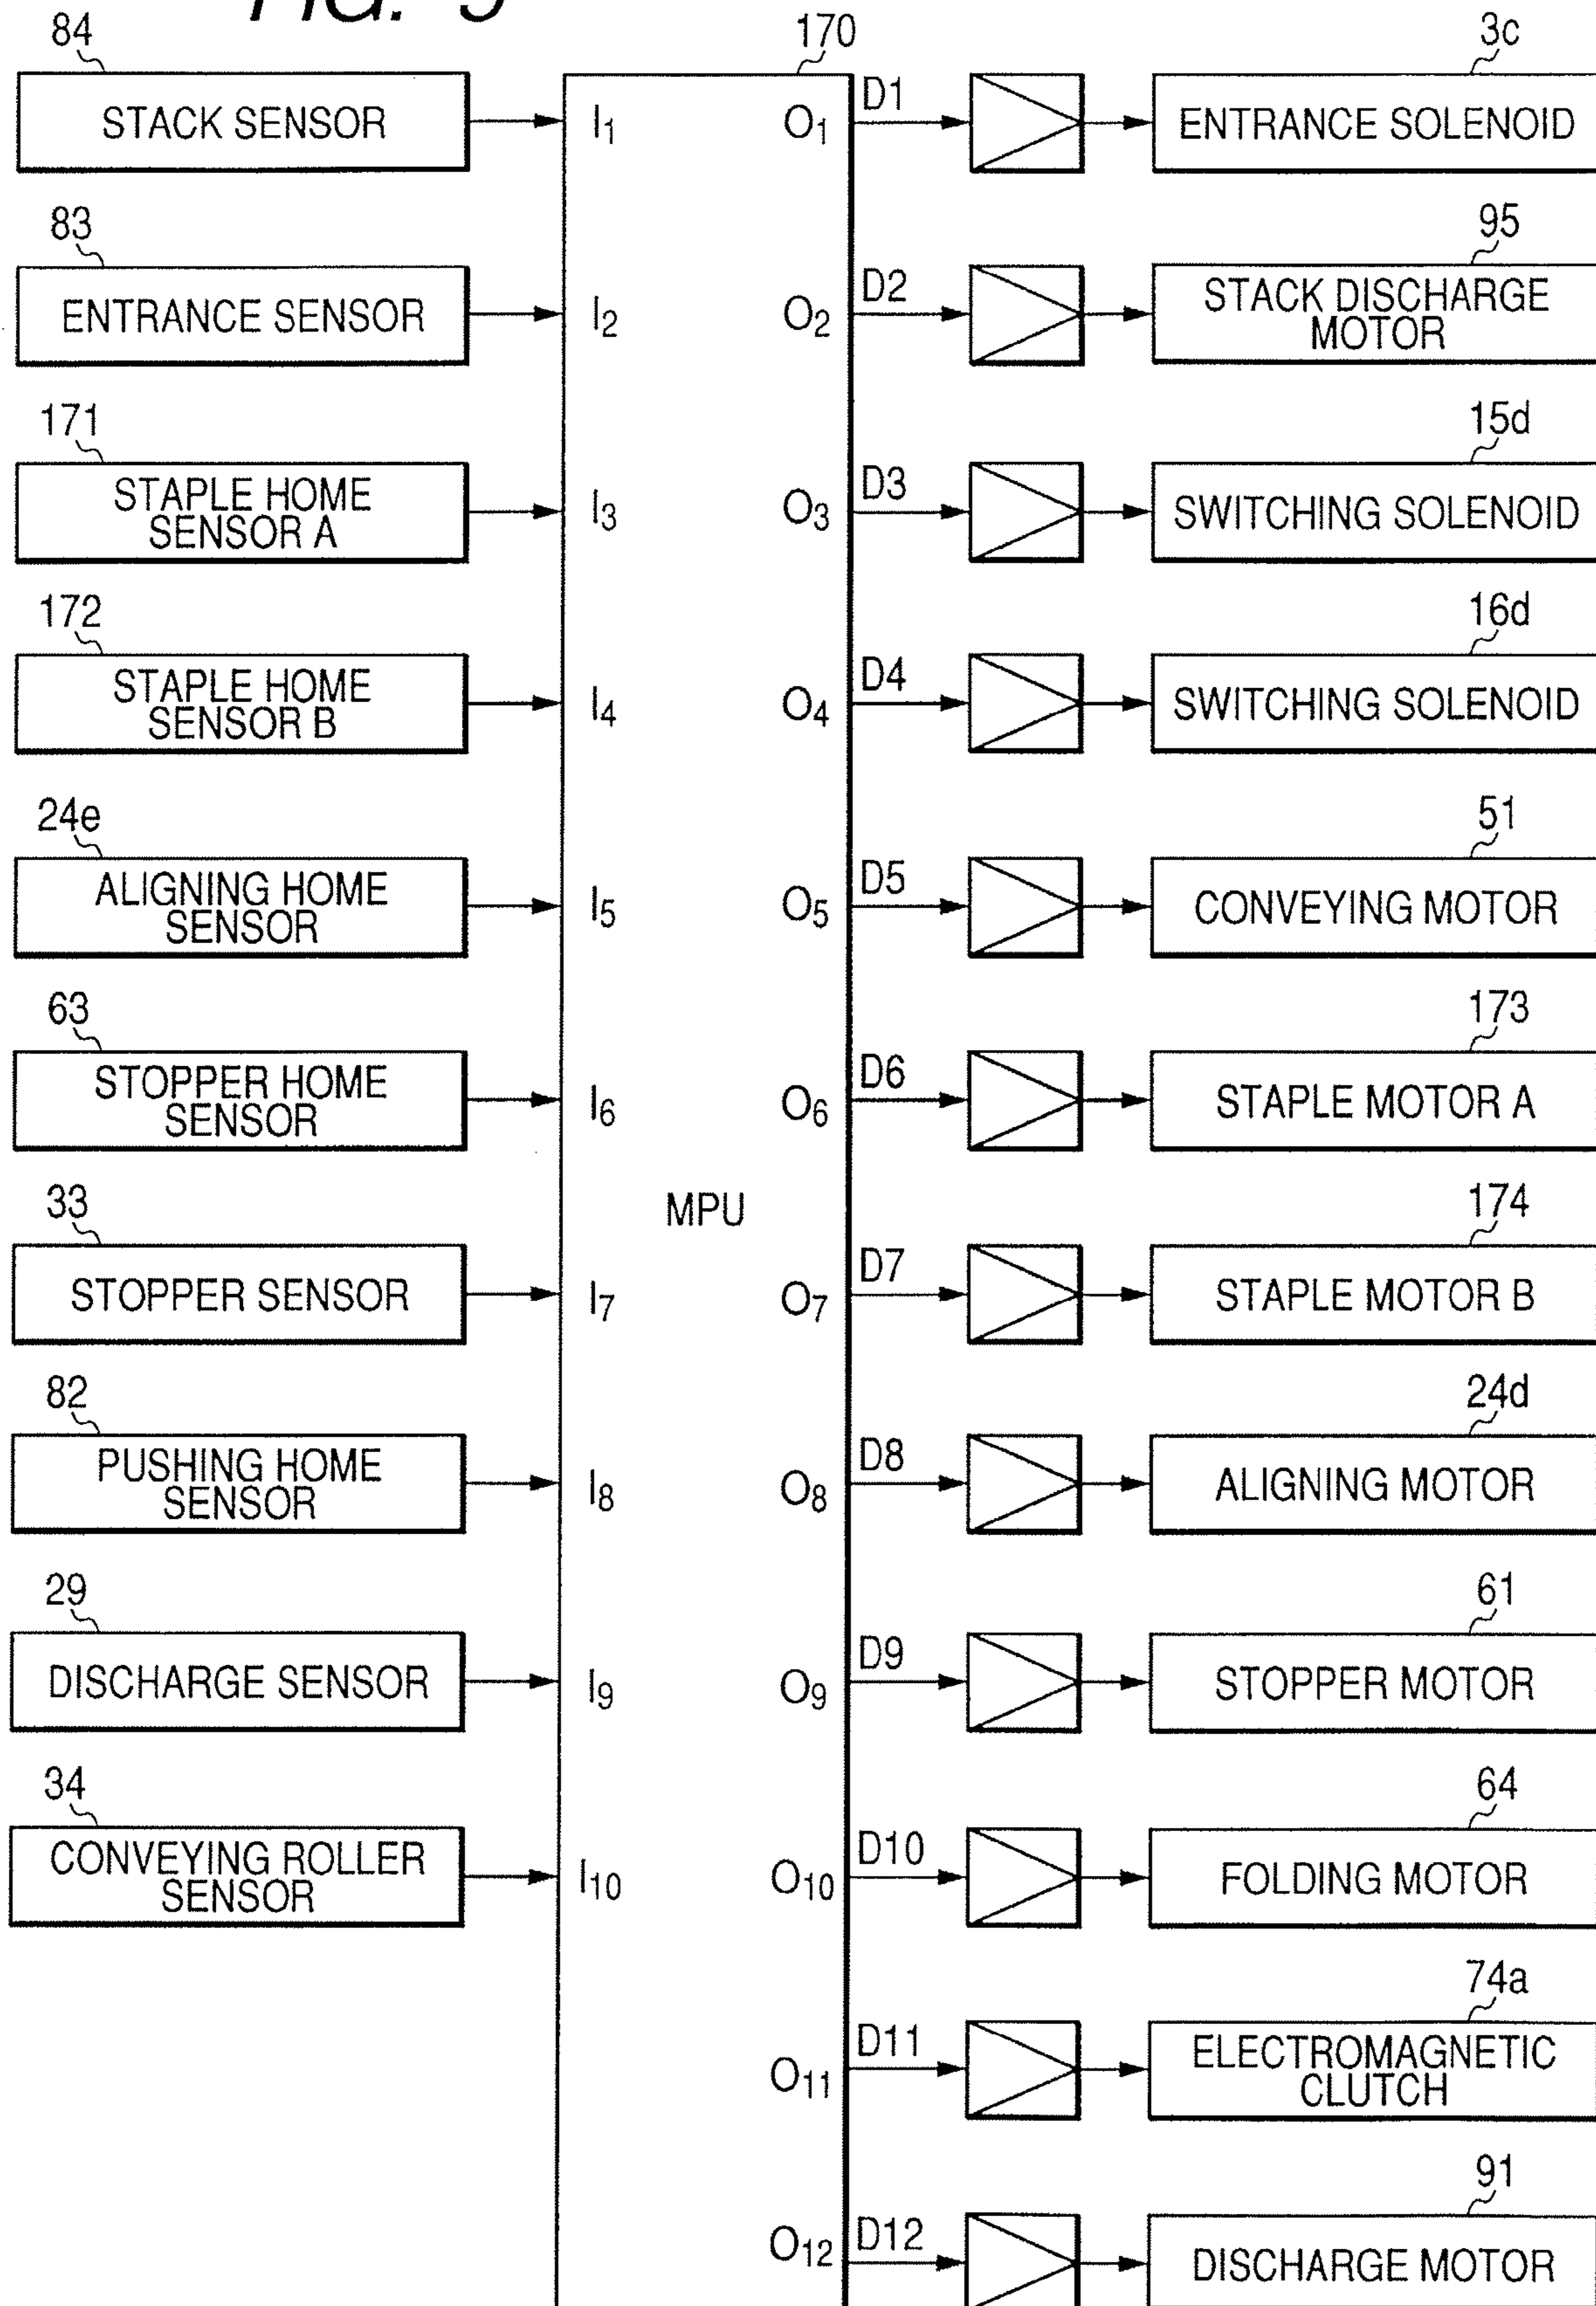 FIG. 9
84
170
3c
STACK SENSOR
I1
O1
D1
ENTRANCE SOLENOID
83
95
ENTRANCE SENSOR
I2
O2
D2
STACK DISCHARGE
MOTOR
171
15d
STAPLE HOME
SENSOR A
I3
O3
D3
SWITCHING SOLENOID
172
16d
STAPLE HOME
SENSOR B
I4
O4
D4
SWITCHING SOLENOID
24e
51
ALIGNING HOME
SENSOR
I5
O5
D5
CONVEYING MOTOR
63
173
STOPPER HOME
SENSOR
I6
O6
D6
STAPLE MOTOR A
MPU
33
174
STOPPER SENSOR
I7
O7
D7
STAPLE MOTOR B
82
24d
PUSHING HOME
SENSOR
I8
O8
D8
ALIGNING MOTOR
29
61
DISCHARGE SENSOR
I9
O9
D9
STOPPER MOTOR
34
64
CONVEYING ROLLER
SENSOR
I10
O10
D10
FOLDING MOTOR
74a
O11
D11
ELECTROMAGNETIC
CLUTCH
91
O12
D12
DISCHARGE MOTOR